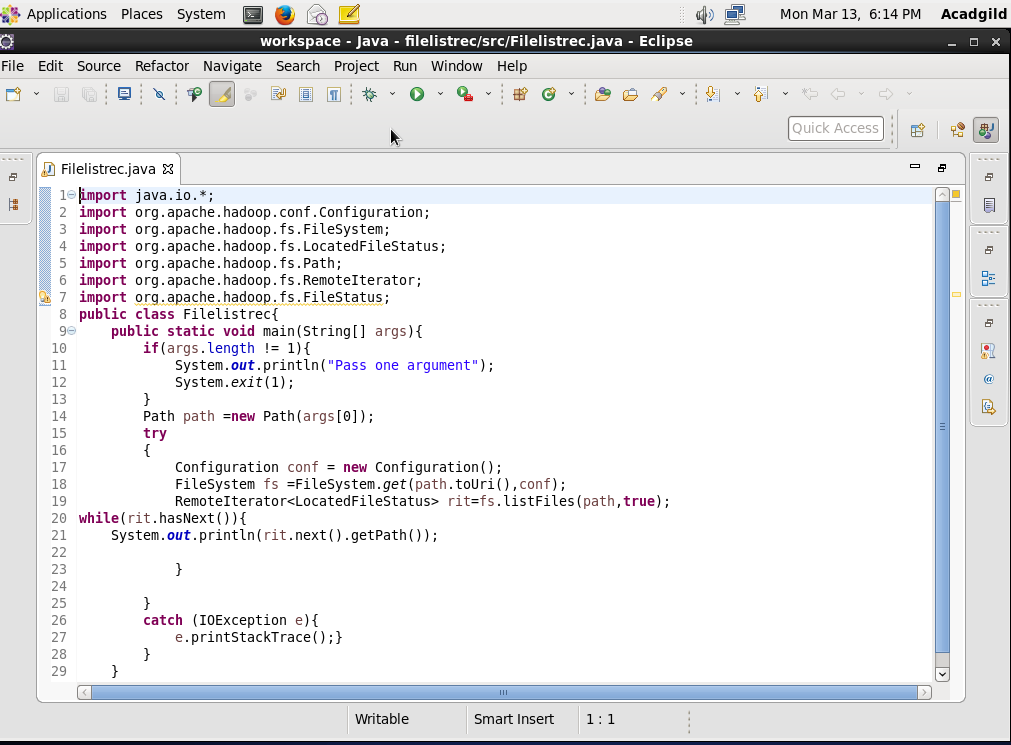 Applications Places System Mon Mar 13, 6:14 PM Acadgild
workspace - Java - filelistrec/src/Filelistrec.java - Eclipse
File Edit Source Refactor Navigate Search Project Run Window Help
Quick Access
Filelistrec.java
1 import java.io.*;
2 import org.apache.hadoop.conf.Configuration;
3 import org.apache.hadoop.fs.FileSystem;
4 import org.apache.hadoop.fs.LocatedFileStatus;
5 import org.apache.hadoop.fs.Path;
6 import org.apache.hadoop.fs.RemoteIterator;
7 import org.apache.hadoop.fs.FileStatus;
8 public class Filelistrec{
9     public static void main(String[] args){
10         if(args.length != 1){
11             System.out.println("Pass one argument");
12             System.exit(1);
13         }
14         Path path =new Path(args[0]);
15         try
16         {
17             Configuration conf = new Configuration();
18             FileSystem fs =FileSystem.get(path.toUri(),conf);
19             RemoteIterator<LocatedFileStatus> rit=fs.listFiles(path,true);
20 while(rit.hasNext()){
21     System.out.println(rit.next().getPath());
22
23             }
24
25         }
26         catch (IOException e){
27             e.printStackTrace();}
28         }
29     }
Writable Smart Insert 1 : 1